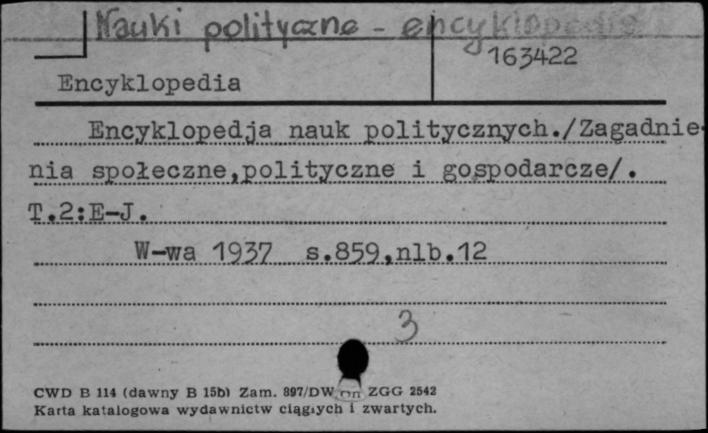 Nauki polityczne - encyklopedie
163422
Encyklopedia
Encyklopedja nauk politycznych./Zagadnie-
nia społeczne,polityczne i gospodarcze/.
T.2:E-J.
W-wa 1937 s.859,nlb.12
3
CWD B 114 (dawny B 15b) Zam. 897/DW ZGG 2542
Karta katalogowa wydawnictw ciągłych i zwartych.